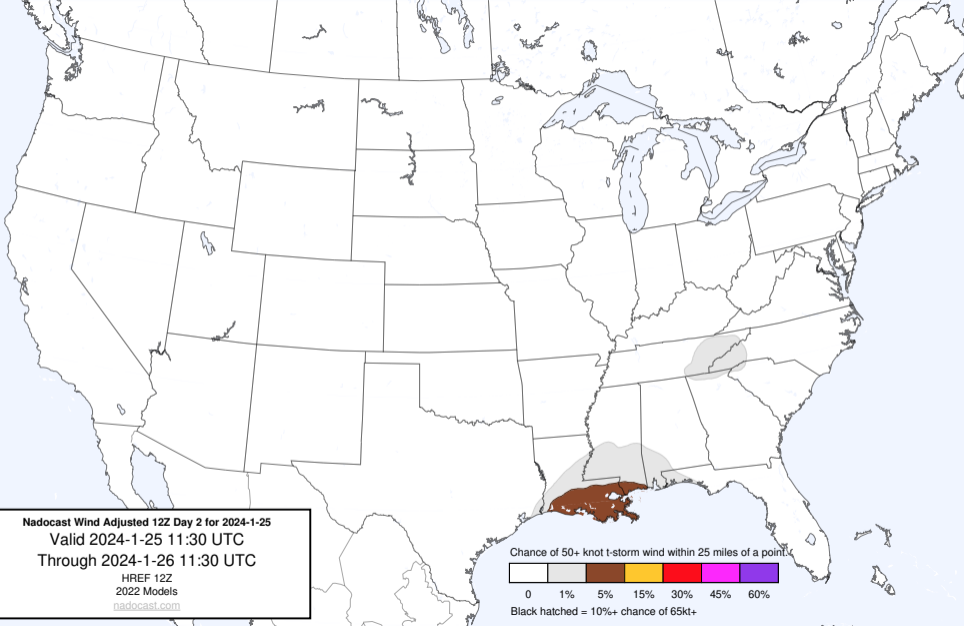 Nadocast Wind Adjusted 12Z Day 2 for 2024-1-25
Valid 2024-1-25 11:30 UTC
Through 2024-1-26 11:30 UTC
HREF 12Z
2022 Models
nadocast.com
Chance of 50+ knot t-storm wind within 25 miles of a point.
0 1% 5% 15% 30% 45% 60%
Black hatched = 10%+ chance of 65kt+